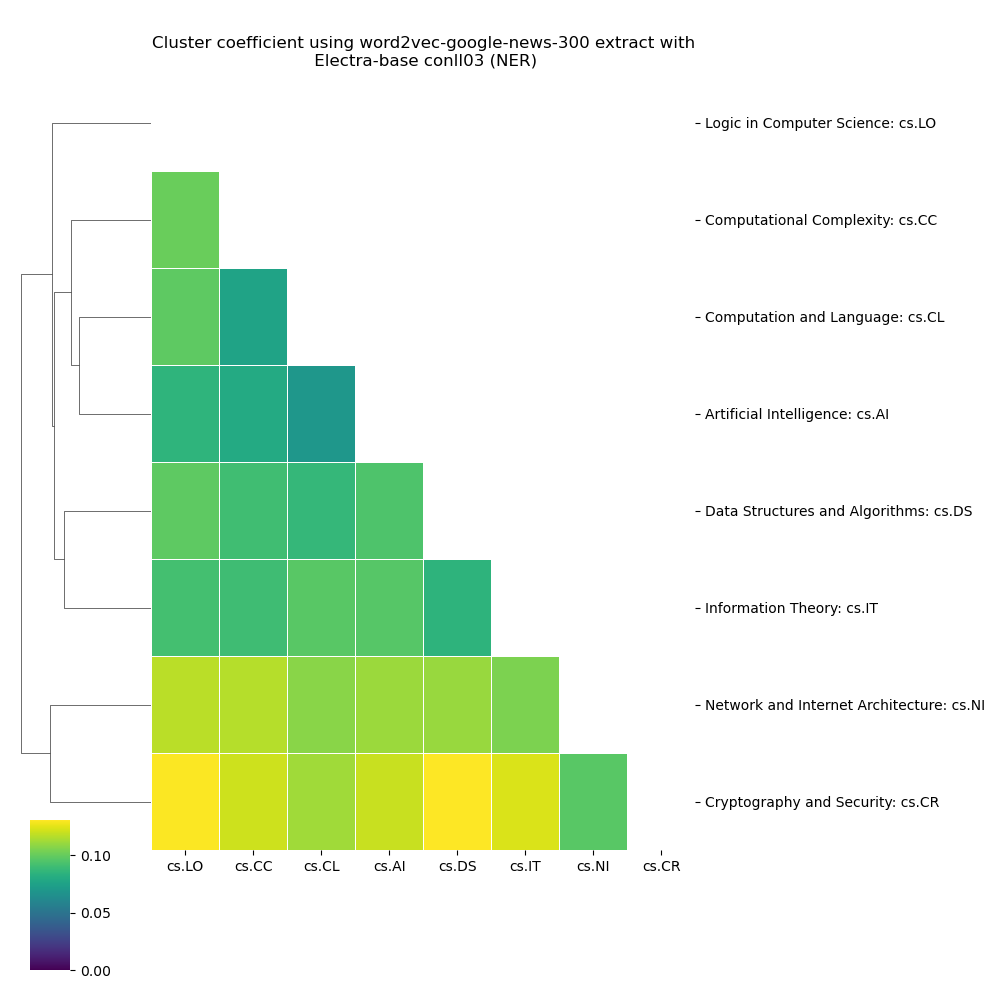 Cluster coefficient using word2vec-google-news-300 extract with
Electra-base conll03 (NER)
Logic in Computer Science: cs.LO
Computational Complexity: cs.CC
Computation and Language: cs.CL
Artificial Intelligence: cs.AI
Data Structures and Algorithms: cs.DS
Information Theory: cs.IT
Network and Internet Architecture: cs.NI
Cryptography and Security: cs.CR
cs.LO cs.CC cs.CL cs.AI cs.DS cs.IT cs.NI cs.CR
0.10
0.05
0.00